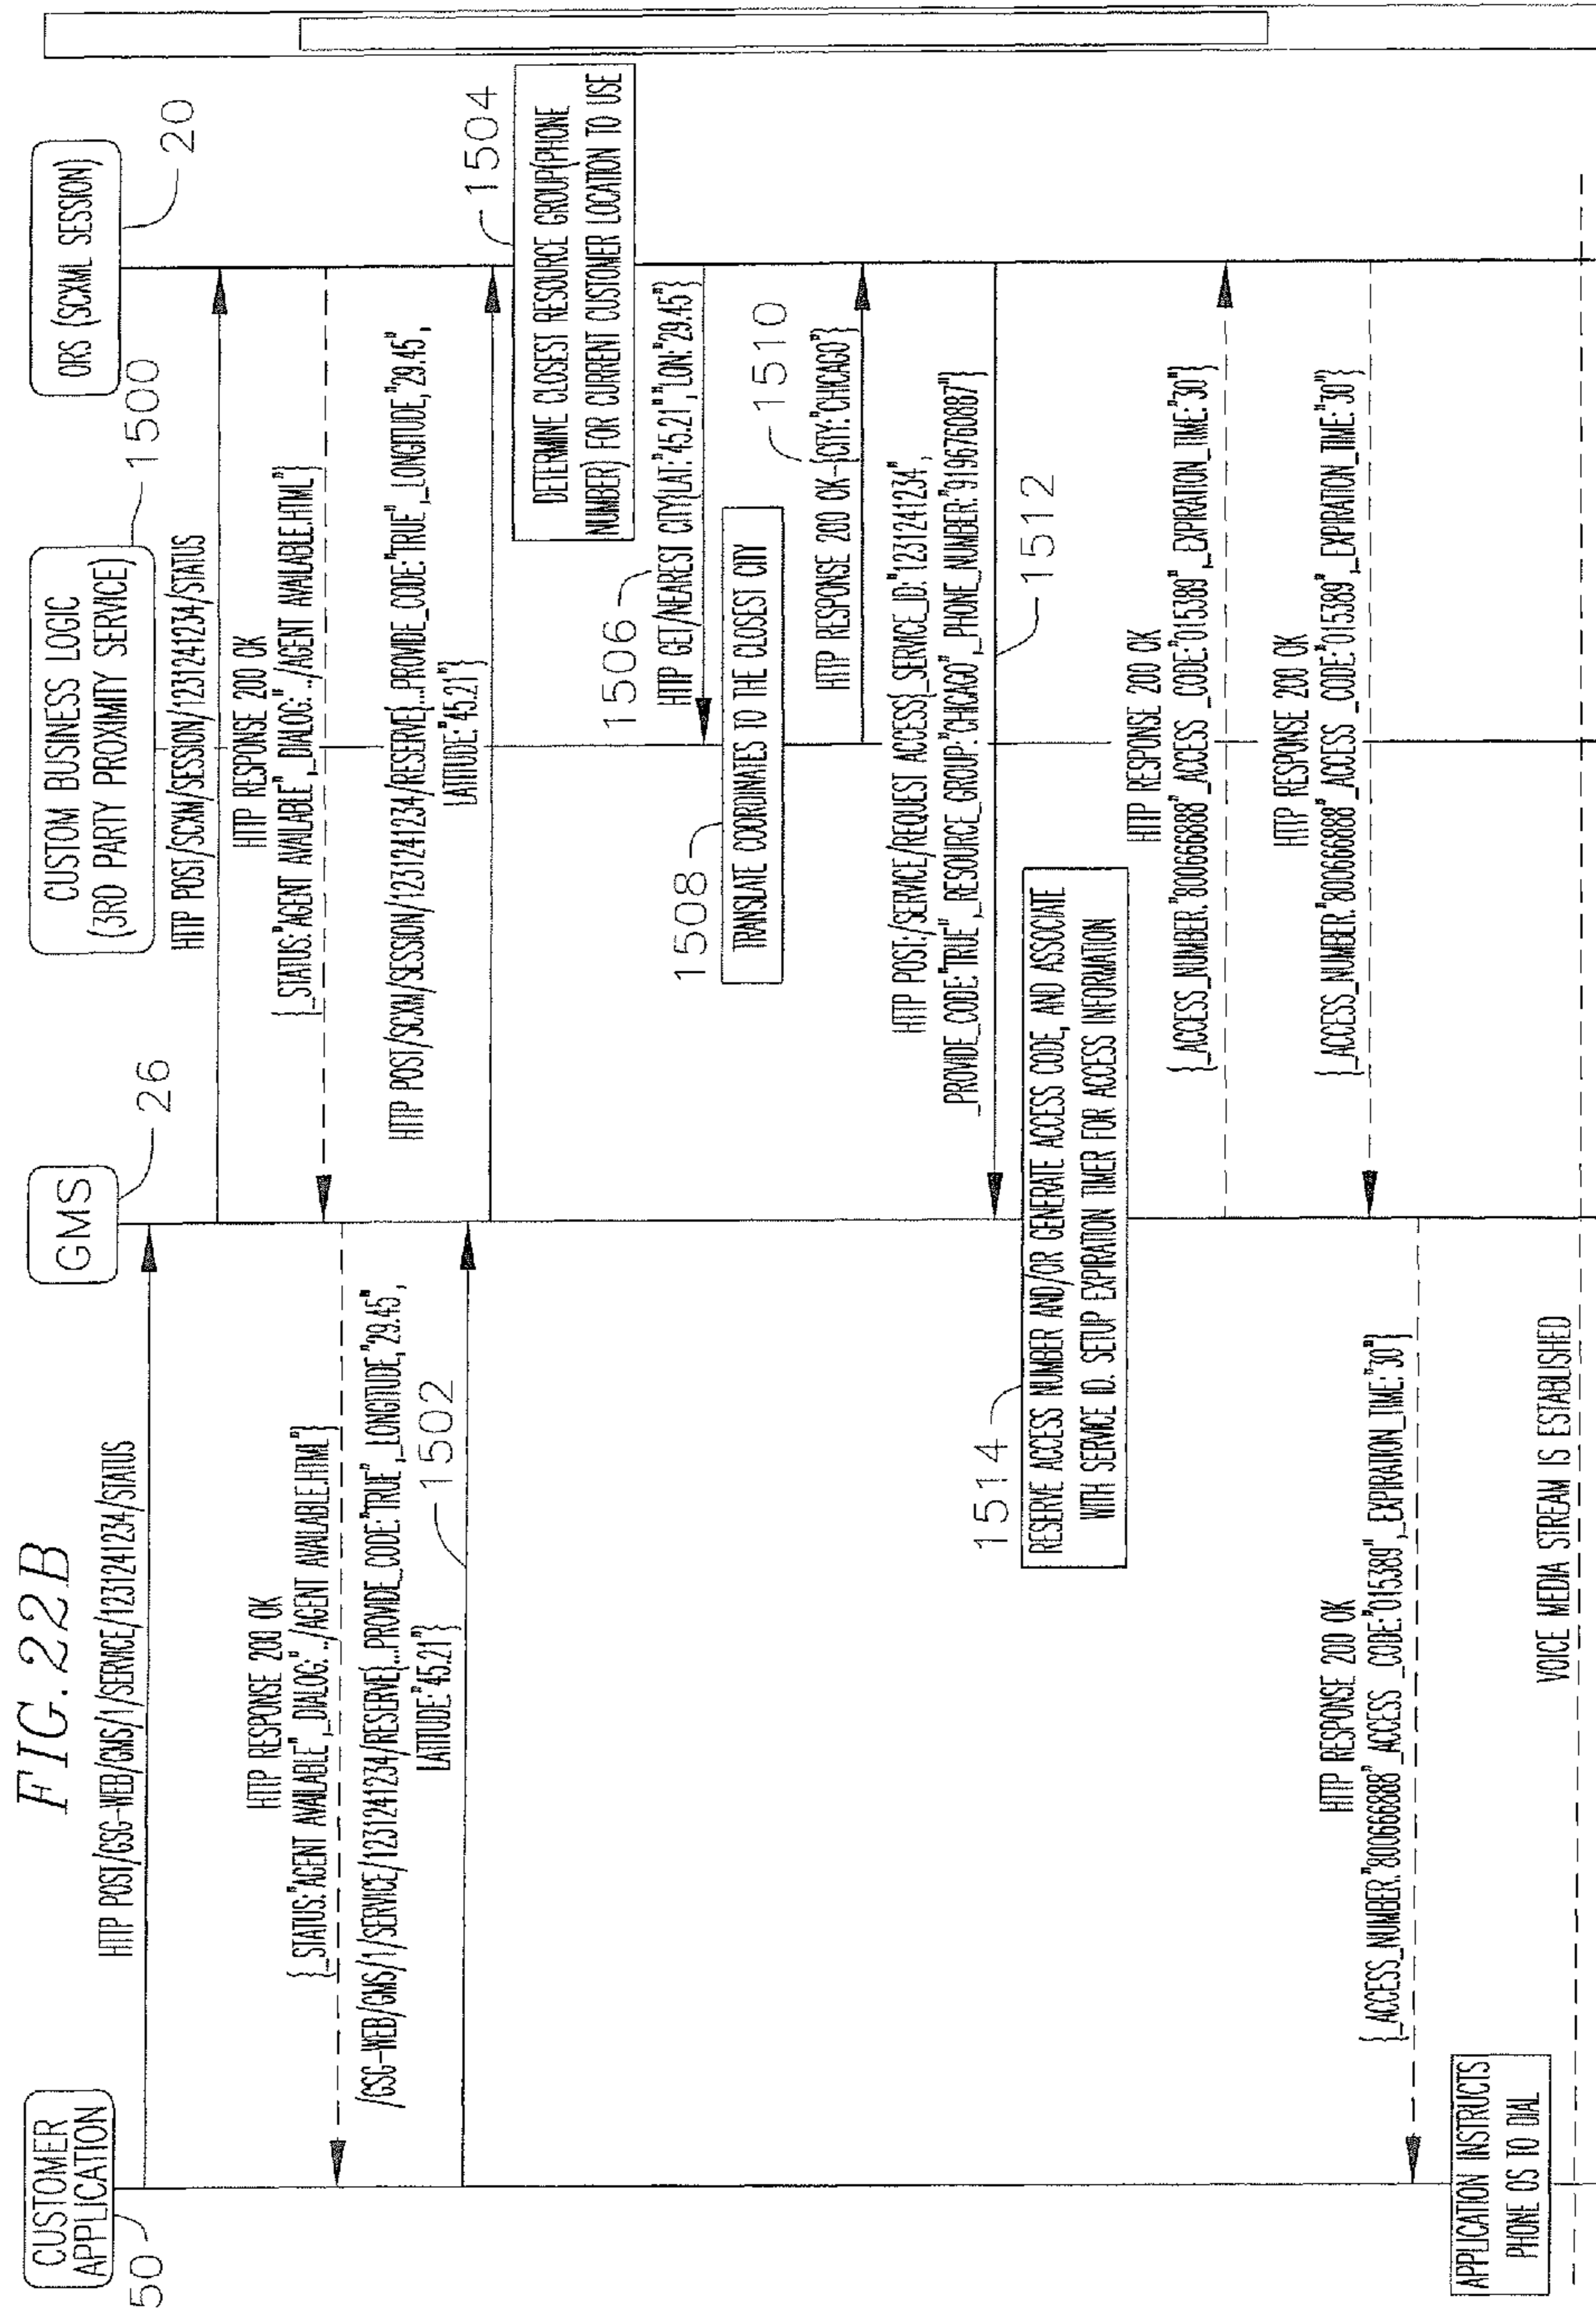 FIG. 22B
CUSTOMER
APPLICATION
50
GMS
26
CUSTOM BUSINESS LOGIC
(3RD PARTY PROXIMITY SERVICE)
1500
ORS (SCXML SESSION)
20
HTTP POST/GSG-WEB/GMS/1/SERVICE/1231241234/STATUS
HTTP POST/SCXM/SESSION/1231241234/STATUS
HTTP RESPONSE 200 OK
{_STATUS:"AGENT AVAILABLE",_DIALOG:"../AGENT AVAILABLE.HTML"}
HTTP RESPONSE 200 OK
{_STATUS:"AGENT AVAILABLE",_DIALOG:"../AGENT AVAILABLE.HTML"}
/GSG-WEB/GMS/1/SERVICE/1231241234/RESERVE{...PROVIDE_CODE:"TRUE",_LONGITUDE,"29.45",
LATITUDE:"45.21"}
1502
HTTP POST/SCXM/SESSION/1231241234/RESERVE{...PROVIDE_CODE:"TRUE",_LONGITUDE,"29.45",
LATITUDE:"45.21"}
1504
DETERMINE CLOSEST RESOURCE GROUP(PHONE
NUMBER) FOR CURRENT CUSTOMER LOCATION TO USE
1506
HTTP GET/NEAREST CITY{LAT:"45.21","LON:"29.45"}
1508
TRANSLATE COORDINATES TO THE CLOSEST CITY
1510
HTTP RESPONSE 200 OK-{CITY:"CHICAGO"}
HTTP POST:/SERVICE/REQUEST ACCESS{_SERVICE_ID:"1231241234",
_PROVIDE_CODE:"TRUE",_RESOURCE_GROUP:"CHICAGO",_PHONE_NUMBER:"9196760887"}
1512
1514
RESERVE ACCESS NUMBER AND/OR GENERATE ACCESS CODE, AND ASSOCIATE
WITH SERVICE ID. SETUP EXPIRATION TIMER FOR ACCESS INFORMATION
HTTP RESPONSE 200 OK
{_ACCESS_NUMBER:"800666888"_ACCESS _CODE:"015389",_EXPIRATION_TIME:"30"}
HTTP RESPONSE 200 OK
{_ACCESS_NUMBER:"800666888"_ACCESS _CODE:"015389",_EXPIRATION_TIME:"30"}
HTTP RESPONSE 200 OK
{_ACCESS_NUMBER:"800666888"_ACCESS _CODE:"015389",_EXPIRATION_TIME:"30"}
APPLICATION INSTRUCTS
PHONE OS TO DIAL
VOICE MEDIA STREAM IS ESTABLISHED